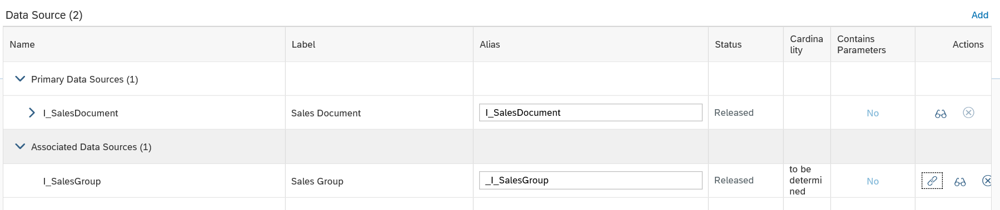 Data Source (2)
Add
Name
Label
Alias
Status
Cardina
lity
Contains
Parameters
Actions
Primary Data Sources (1)
I_SalesDocument
Sales Document
I_SalesDocument
Released
No
Associated Data Sources (1)
I_SalesGroup
Sales Group
_I_SalesGroup
Released
to be
determi
ned
No